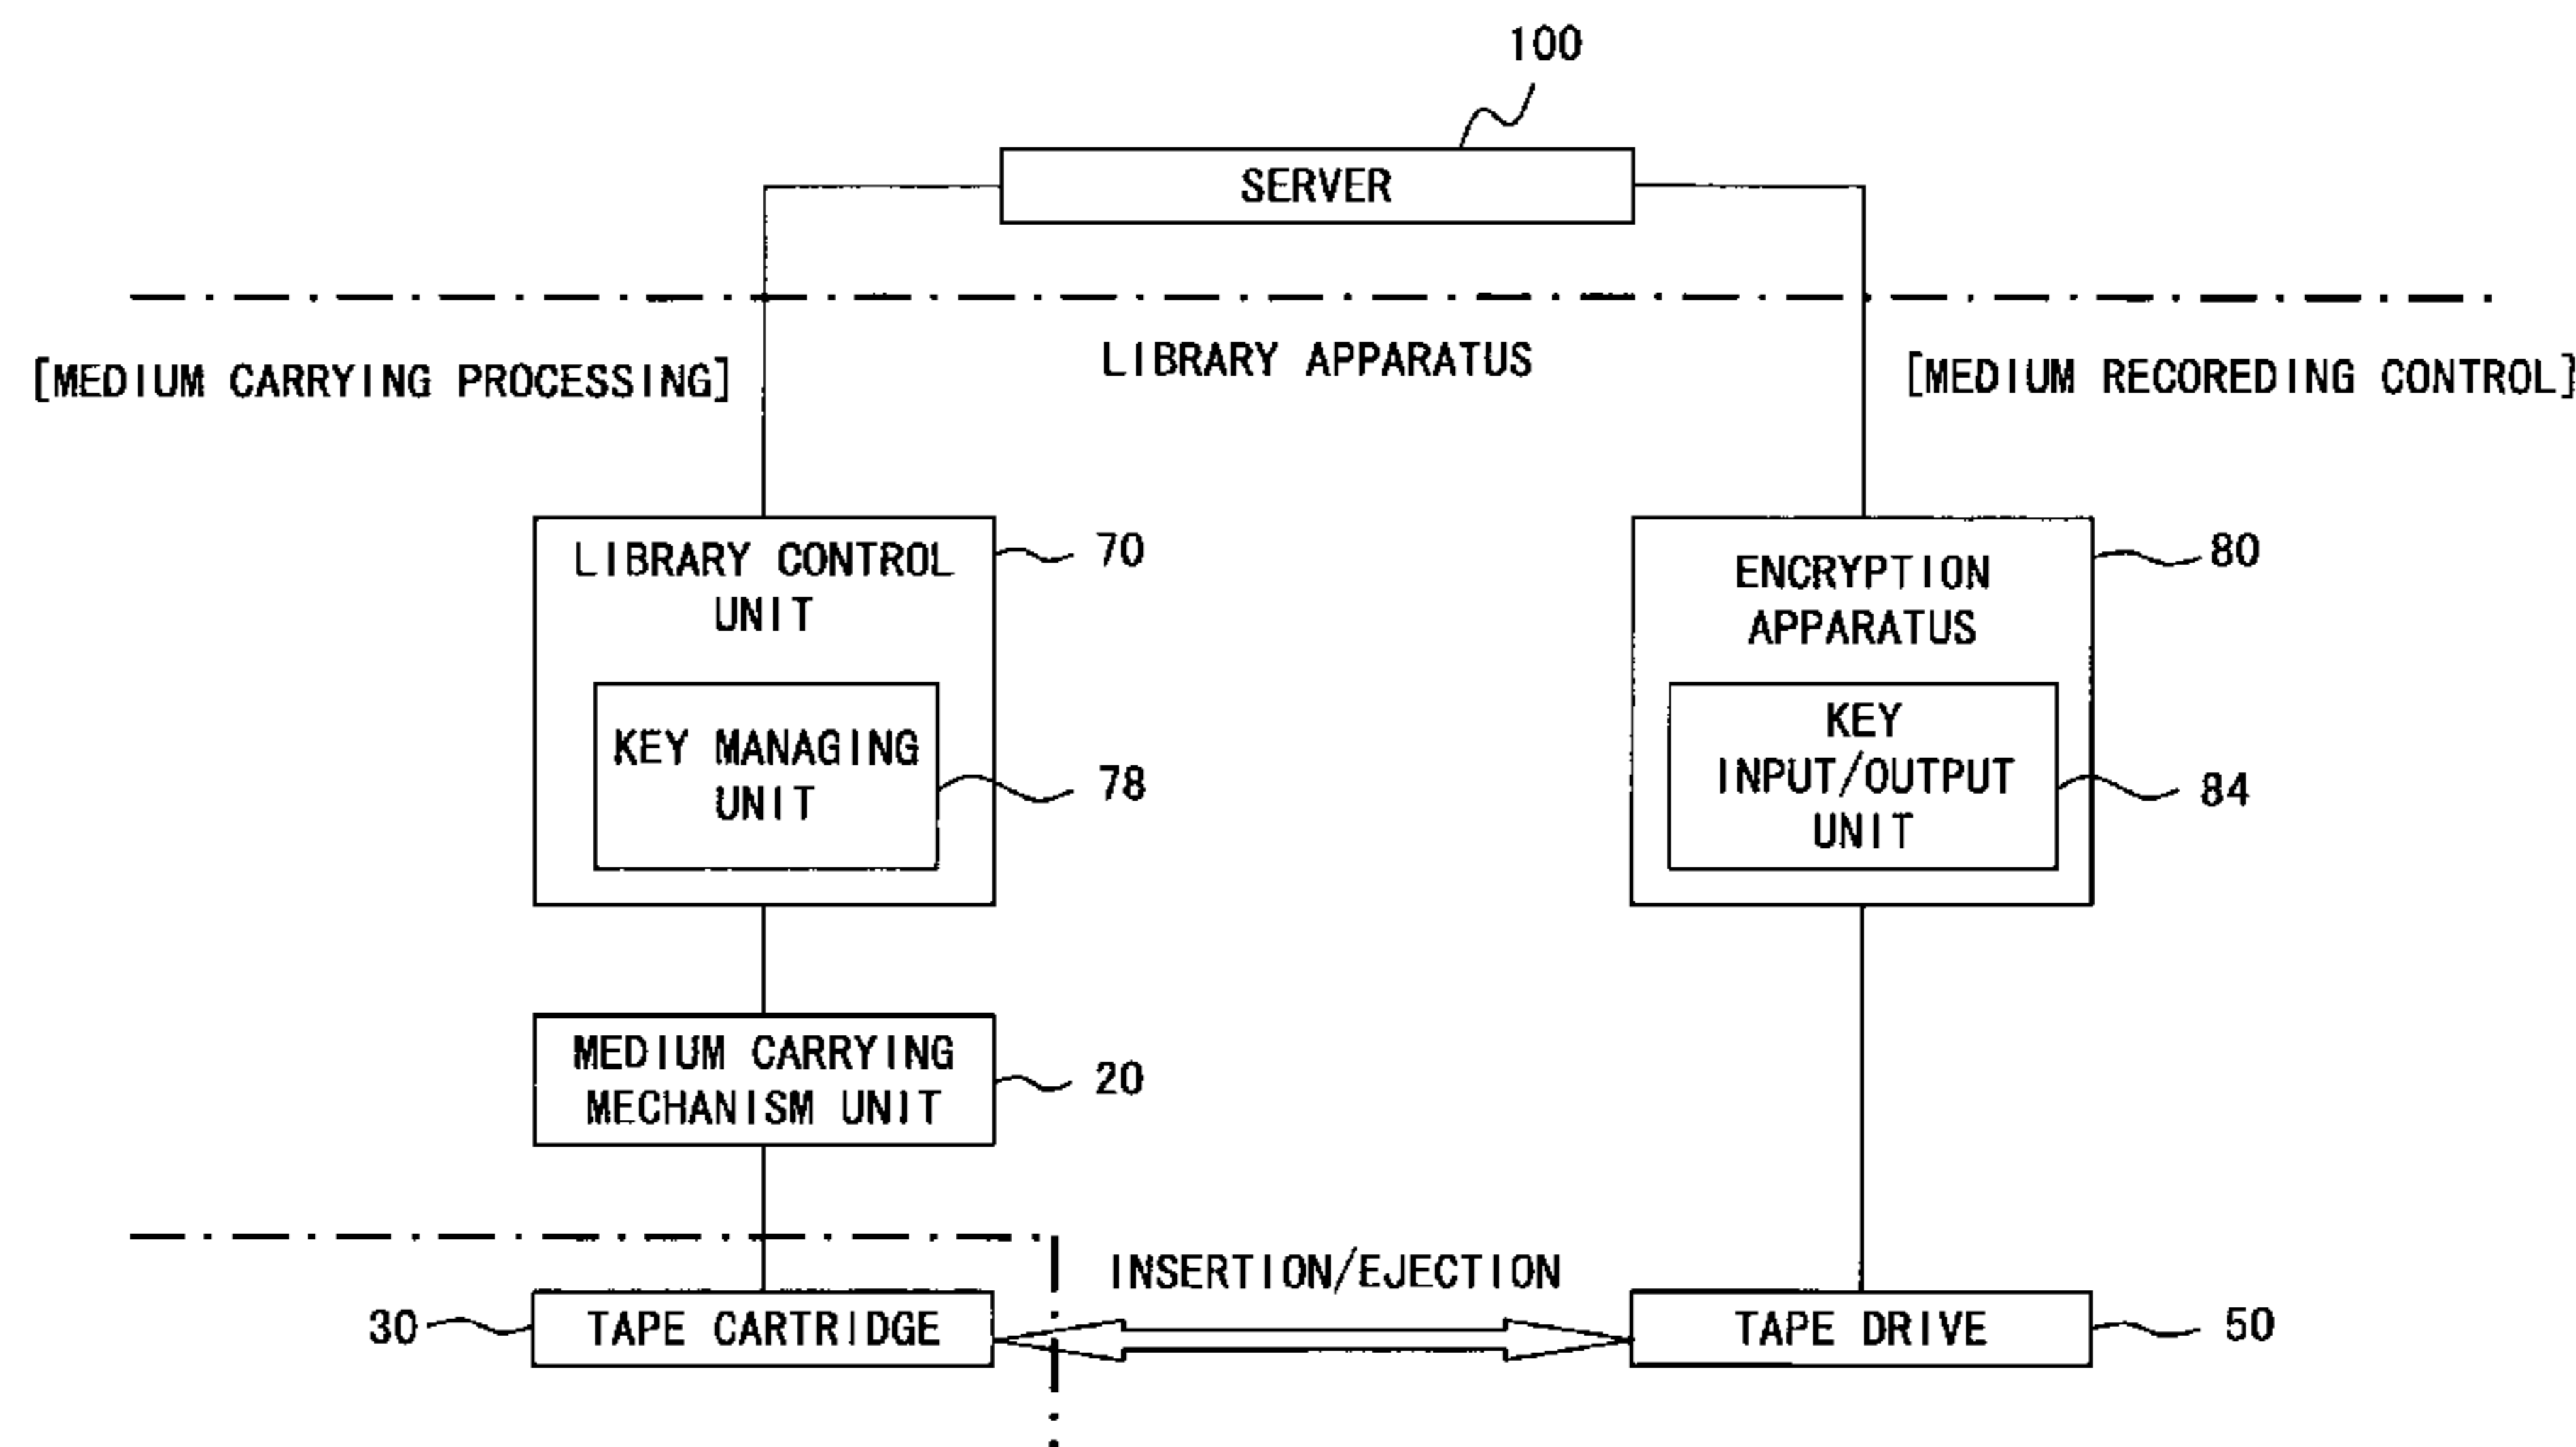 100
SERVER
LIBRARY APPARATUS
[MEDIUM CARRYING PROCESSING]
[MEDIUM RECOREDING CONTROL]
LIBRARY CONTROL
UNIT
70
KEY MANAGING
UNIT
78
ENCRYPTION
APPARATUS
80
KEY
INPUT/OUTPUT
UNIT
84
MEDIUM CARRYING
MECHANISM UNIT
20
INSERTION/EJECTION
30
TAPE CARTRIDGE
TAPE DRIVE
50